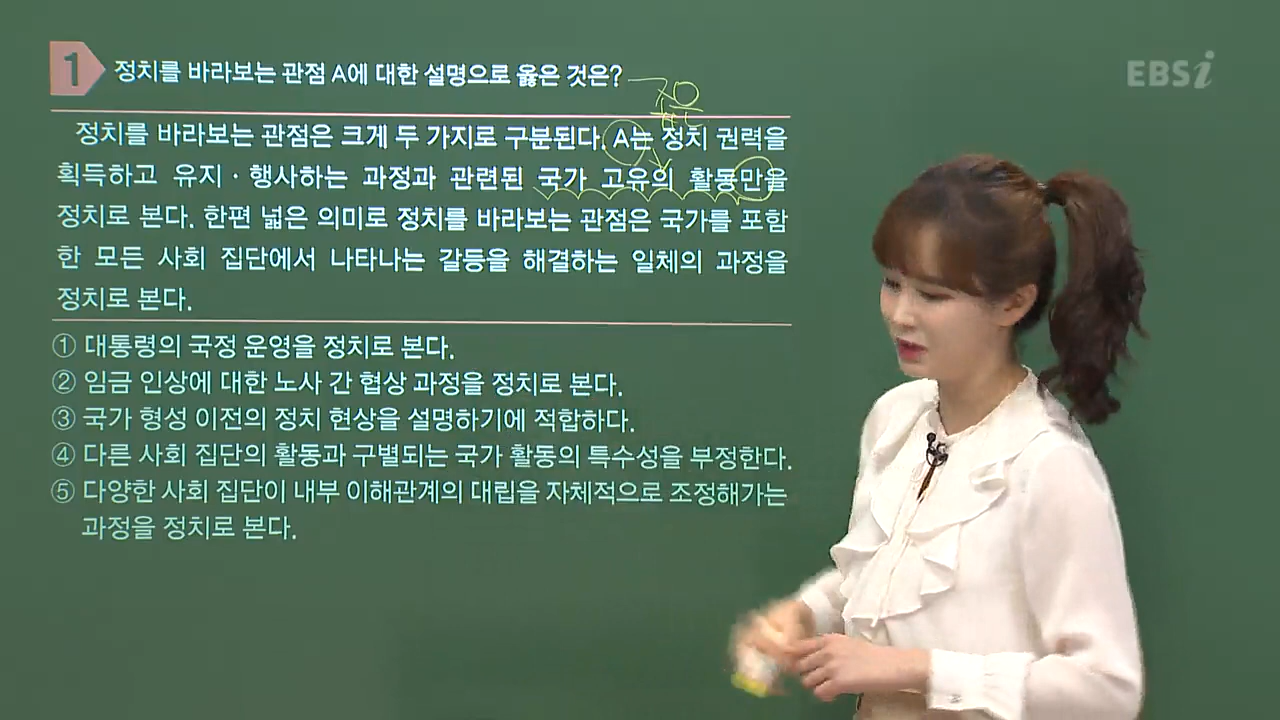 1 정치를 바라보는 관점 A에 대한 설명으로 옳은 것은?
EBSi
좁은
정치를 바라보는 관점은 크게 두 가지로 구분된다. A는 정치 권력을
획득하고 유지·행사하는 과정과 관련된 국가 고유의 활동만을
정치로 본다. 한편 넓은 의미로 정치를 바라보는 관점은 국가를 포함
한 모든 사회 집단에서 나타나는 갈등을 해결하는 일체의 과정을
정치로 본다.
① 대통령의 국정 운영을 정치로 본다.
② 임금 인상에 대한 노사 간 협상 과정을 정치로 본다.
③ 국가 형성 이전의 정치 현상을 설명하기에 적합하다.
④ 다른 사회 집단의 활동과 구별되는 국가 활동의 특수성을 부정한다.
⑤ 다양한 사회 집단이 내부 이해관계의 대립을 자체적으로 조정해가는
과정을 정치로 본다.